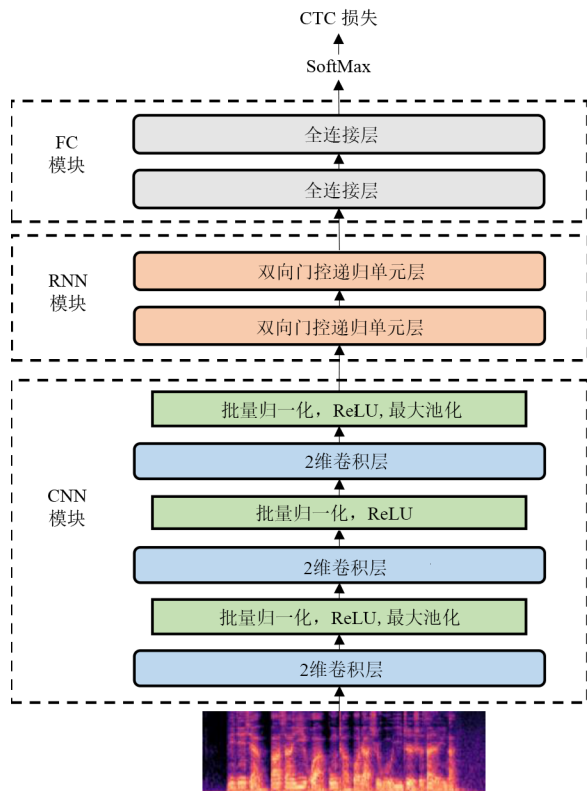 CTC 损失
SoftMax
FC
模块
全连接层
全连接层
RNN
模块
双向门控递归单元层
双向门控递归单元层
CNN
模块
批量归一化，ReLU, 最大池化
2维卷积层
批量归一化，ReLU
2维卷积层
批量归一化，ReLU, 最大池化
2维卷积层